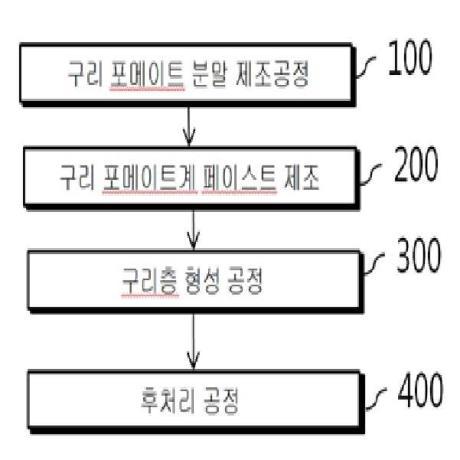 구리 포메이트 분말 제조공정
100
구리 포메이트계 페이스트 제조
200
구리층 형성 공정
300
후처리 공정
400